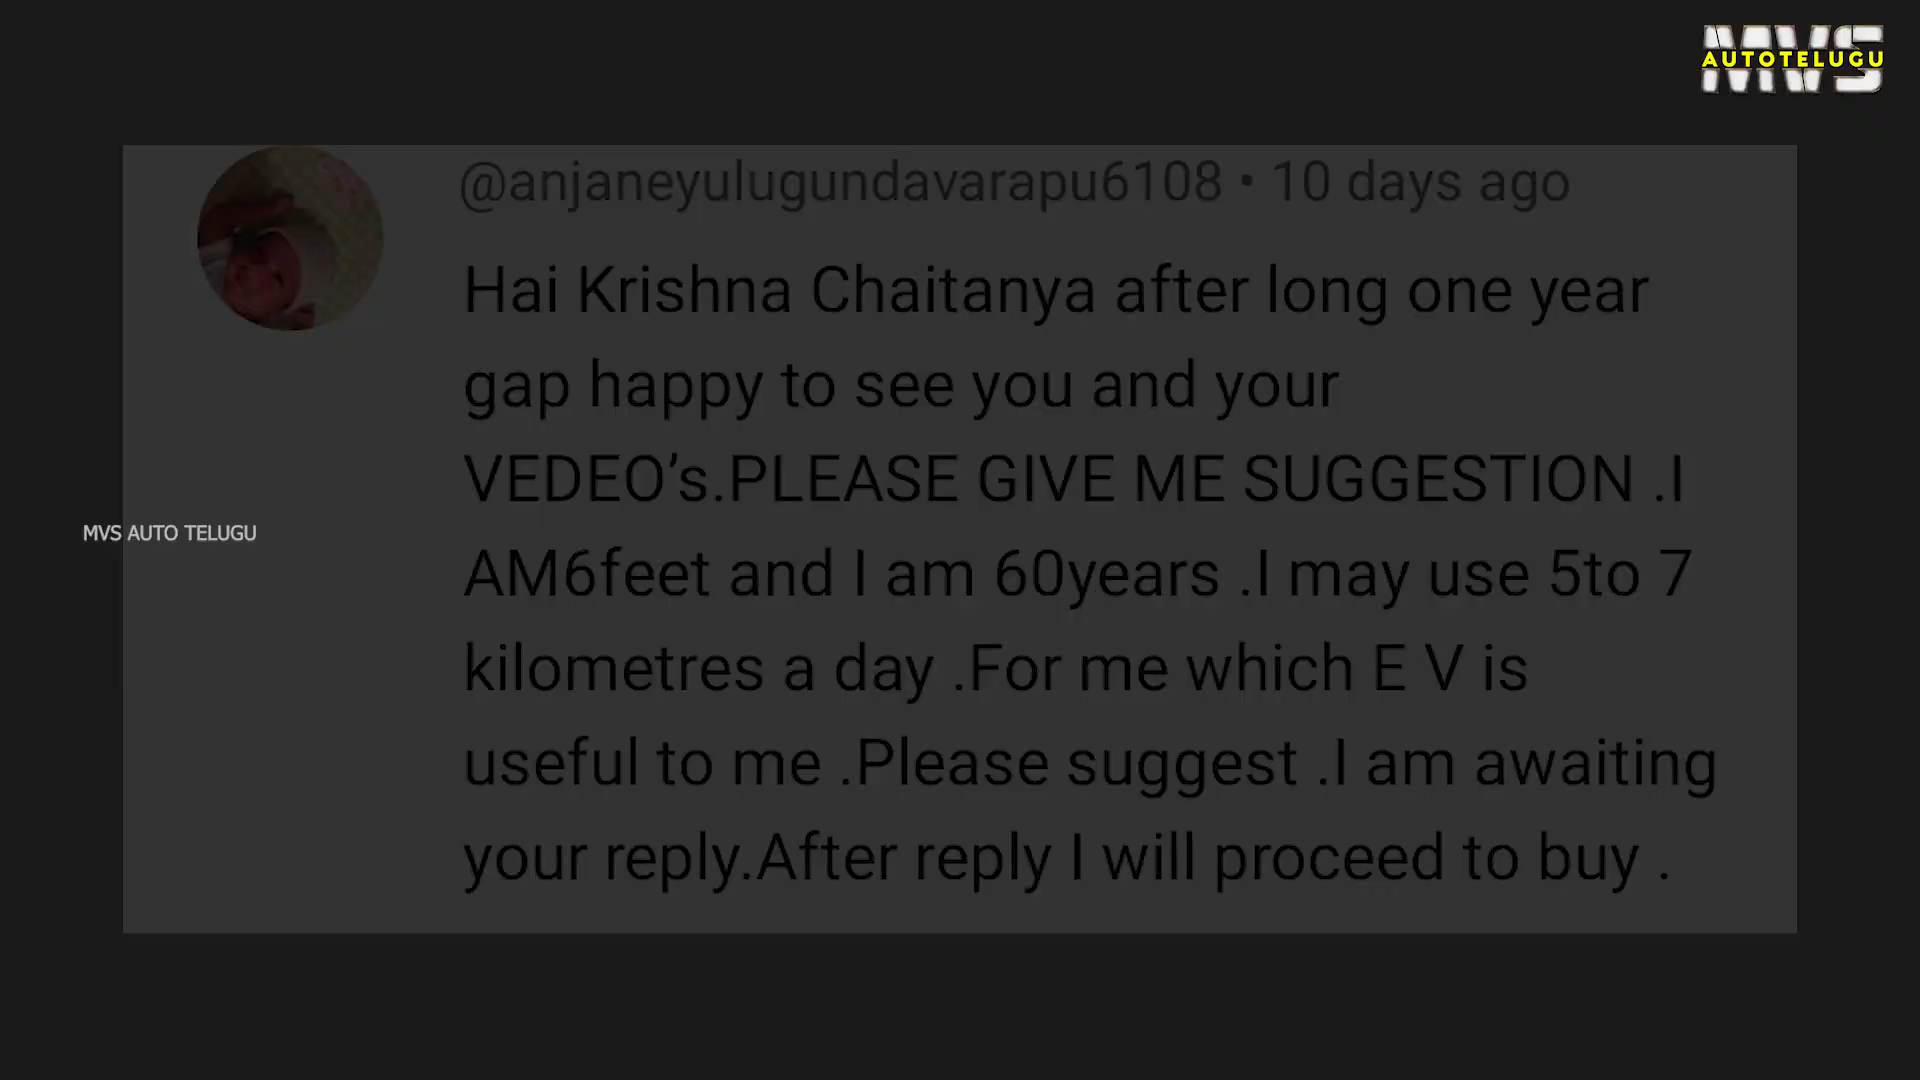 MVS
AUTOTELUGU
@anjaneyulugundavarapu6108 • 10 days ago
Hai Krishna Chaitanya after long one year
gap happy to see you and your
VEDEO’s.PLEASE GIVE ME SUGGESTION .I
AM6feet and I am 60years .I may use 5to 7
kilometres a day .For me which E V is
useful to me .Please suggest .I am awaiting
your reply.After reply I will proceed to buy .
MVS AUTO TELUGU